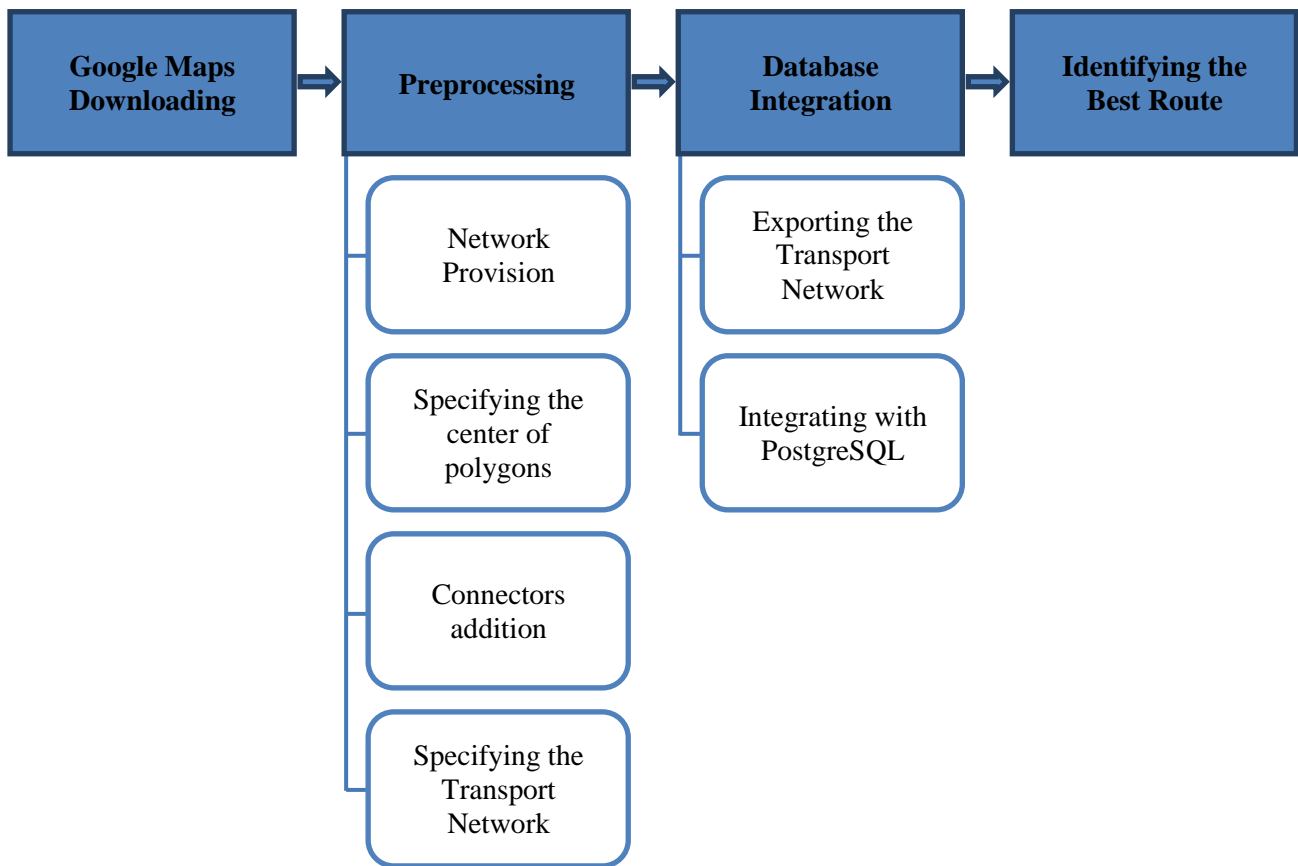 Google Maps
Downloading
Preprocessing
Database
Integration
Identifying the
Best Route
Network
Provision
Specifying the
center of
polygons
Connectors
addition
Specifying the
Transport
Network
Exporting the
Transport
Network
Integrating with
PostgreSQL